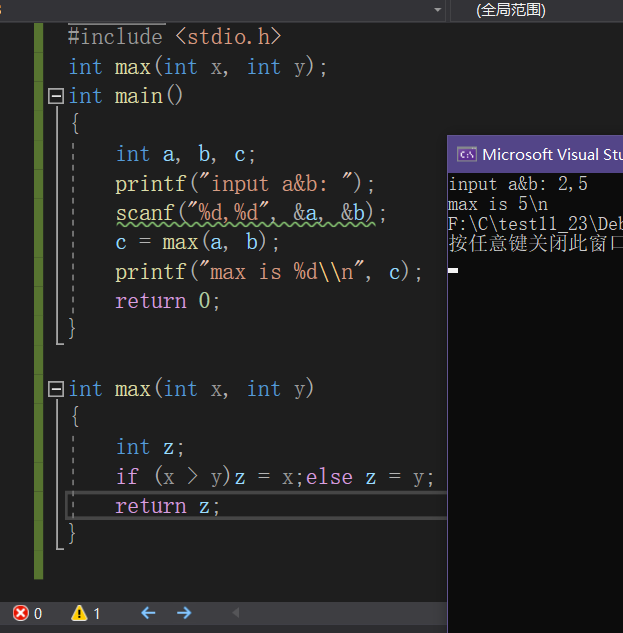 (全局范围)
#include <stdio.h>
int max(int x, int y);
int main()
{
int a, b, c;
printf("input a&b: ");
scanf("%d,%d", &a, &b);
c = max(a, b);
printf("max is %d\\n", c);
return 0;
}
int max(int x, int y)
{
int z;
if (x > y)z = x;else z = y;
return z;
}
0
1
Microsoft Visual Stu
input a&b: 2,5
max is 5\n
F:\C\test11_23\Deb
按任意键关闭此窗口